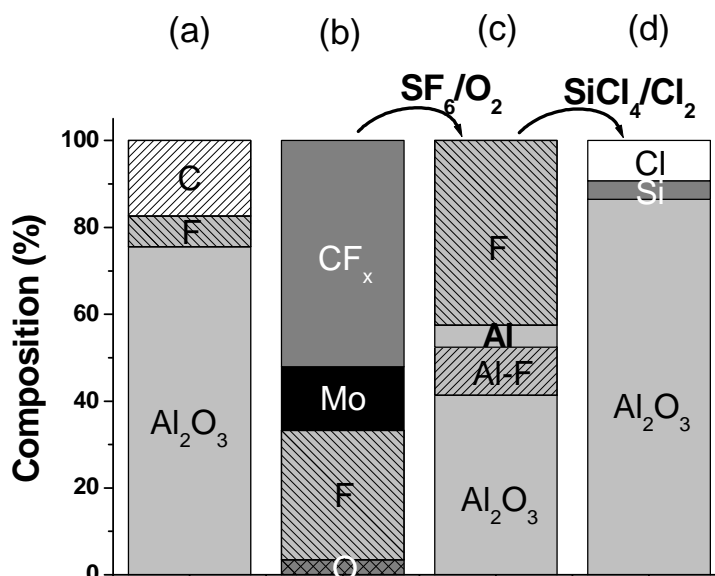 (a) (b) (c) (d)
SF₆/O₂ SiCl₄/Cl₂
Composition (%)
100
80
60
40
20
0
C
F
Al₂O₃
CFₓ
Mo
F
O
F
Al
Al-F
Al₂O₃
Cl
Si
Al₂O₃